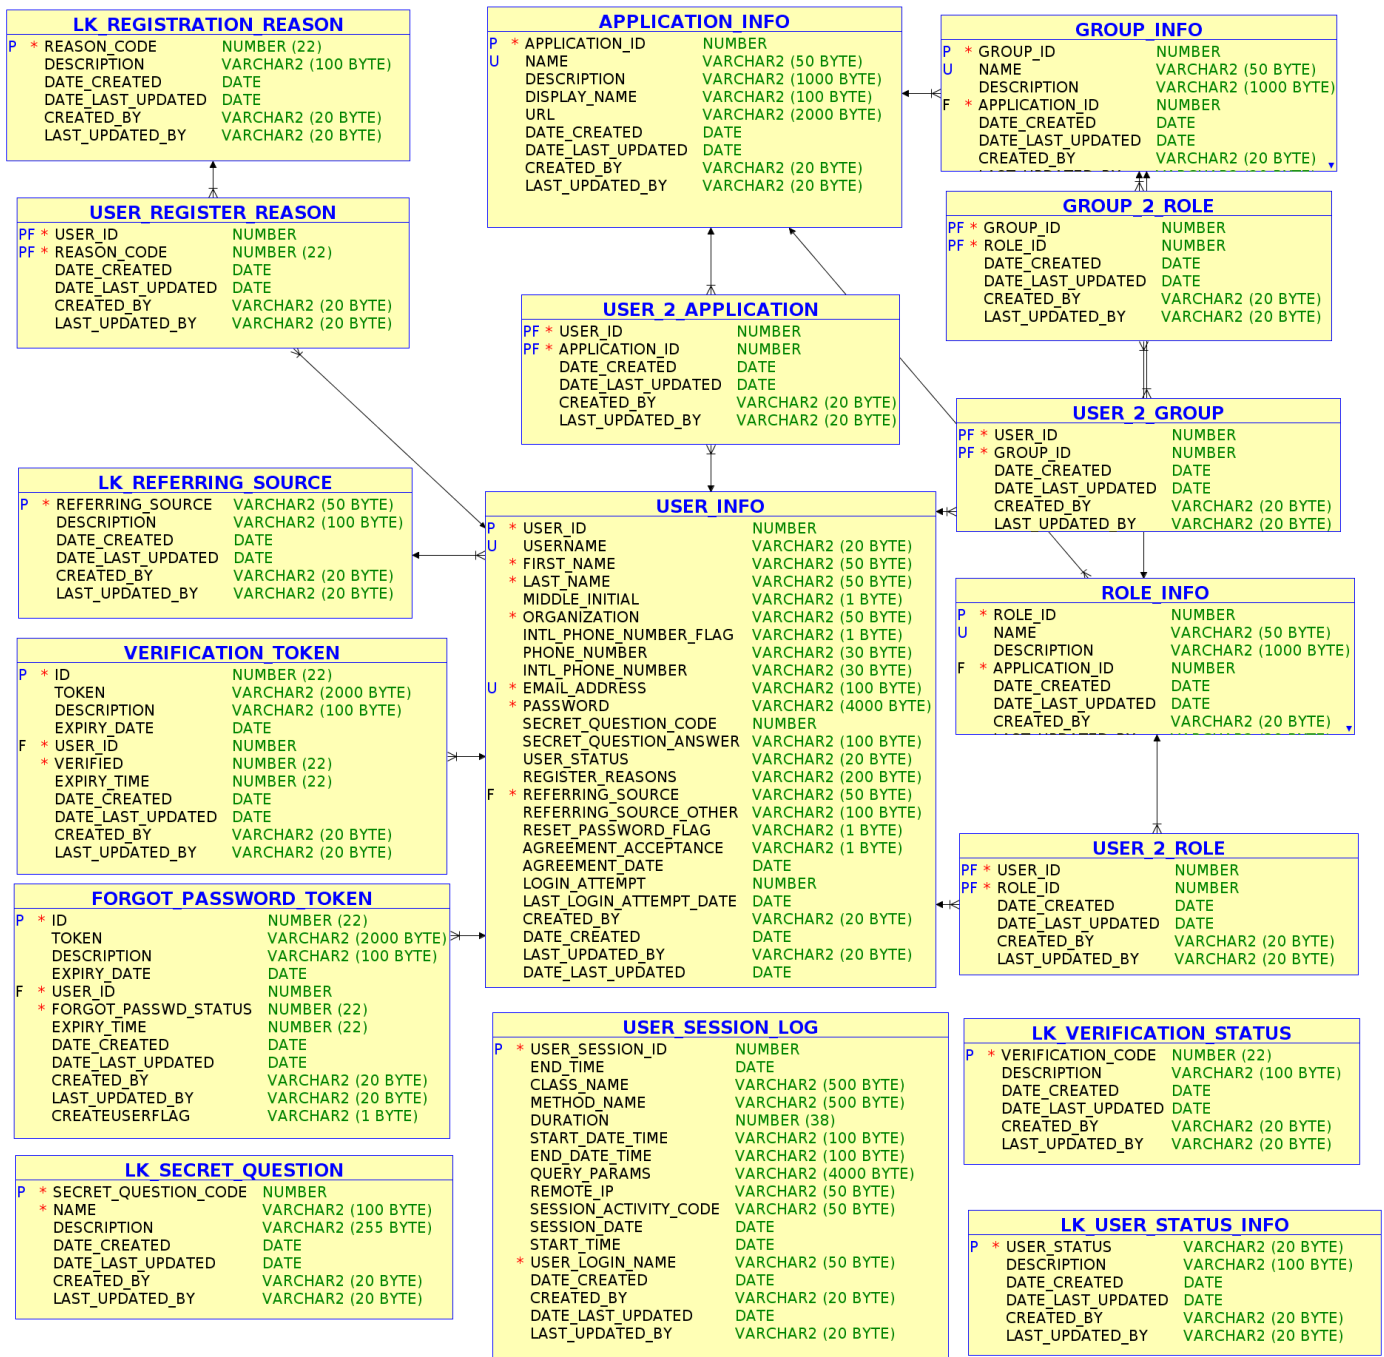 LK_REGISTRATION_REASON
P * REASON_CODE NUMBER (22)
DESCRIPTION VARCHAR2 (100 BYTE)
DATE_CREATED DATE
DATE_LAST_UPDATED DATE
CREATED_BY VARCHAR2 (20 BYTE)
LAST_UPDATED_BY VARCHAR2 (20 BYTE)
APPLICATION_INFO
P * APPLICATION_ID NUMBER
U NAME VARCHAR2 (50 BYTE)
DESCRIPTION VARCHAR2 (1000 BYTE)
DISPLAY_NAME VARCHAR2 (100 BYTE)
URL VARCHAR2 (2000 BYTE)
DATE_CREATED DATE
DATE_LAST_UPDATED DATE
CREATED_BY VARCHAR2 (20 BYTE)
LAST_UPDATED_BY VARCHAR2 (20 BYTE)
GROUP_INFO
P * GROUP_ID NUMBER
U NAME VARCHAR2 (50 BYTE)
DESCRIPTION VARCHAR2 (1000 BYTE)
F * APPLICATION_ID NUMBER
DATE_CREATED DATE
DATE_LAST_UPDATED DATE
CREATED_BY VARCHAR2 (20 BYTE)
USER_REGISTER_REASON
PF * USER_ID NUMBER
PF * REASON_CODE NUMBER (22)
DATE_CREATED DATE
DATE_LAST_UPDATED DATE
CREATED_BY VARCHAR2 (20 BYTE)
LAST_UPDATED_BY VARCHAR2 (20 BYTE)
GROUP_2_ROLE
PF * GROUP_ID NUMBER
PF * ROLE_ID NUMBER
DATE_CREATED DATE
DATE_LAST_UPDATED DATE
CREATED_BY VARCHAR2 (20 BYTE)
LAST_UPDATED_BY VARCHAR2 (20 BYTE)
USER_2_APPLICATION
PF * USER_ID NUMBER
PF * APPLICATION_ID NUMBER
DATE_CREATED DATE
DATE_LAST_UPDATED DATE
CREATED_BY VARCHAR2 (20 BYTE)
LAST_UPDATED_BY VARCHAR2 (20 BYTE)
USER_2_GROUP
PF * USER_ID NUMBER
PF * GROUP_ID NUMBER
DATE_CREATED DATE
DATE_LAST_UPDATED DATE
CREATED_BY VARCHAR2 (20 BYTE)
LAST_UPDATED_BY VARCHAR2 (20 BYTE)
LK_REFERRING_SOURCE
P * REFERRING_SOURCE VARCHAR2 (50 BYTE)
DESCRIPTION VARCHAR2 (100 BYTE)
DATE_CREATED DATE
DATE_LAST_UPDATED DATE
CREATED_BY VARCHAR2 (20 BYTE)
LAST_UPDATED_BY VARCHAR2 (20 BYTE)
USER_INFO
P * USER_ID NUMBER
U USERNAME VARCHAR2 (20 BYTE)
* FIRST_NAME VARCHAR2 (50 BYTE)
* LAST_NAME VARCHAR2 (50 BYTE)
MIDDLE_INITIAL VARCHAR2 (1 BYTE)
* ORGANIZATION VARCHAR2 (50 BYTE)
INTL_PHONE_NUMBER_FLAG VARCHAR2 (1 BYTE)
PHONE_NUMBER VARCHAR2 (30 BYTE)
INTL_PHONE_NUMBER VARCHAR2 (30 BYTE)
U * EMAIL_ADDRESS VARCHAR2 (100 BYTE)
* PASSWORD VARCHAR2 (4000 BYTE)
SECRET_QUESTION_CODE NUMBER
SECRET_QUESTION_ANSWER VARCHAR2 (100 BYTE)
USER_STATUS VARCHAR2 (20 BYTE)
REGISTER_REASONS VARCHAR2 (200 BYTE)
F * REFERRING_SOURCE VARCHAR2 (50 BYTE)
REFERRING_SOURCE_OTHER VARCHAR2 (100 BYTE)
RESET_PASSWORD_FLAG VARCHAR2 (1 BYTE)
AGREEMENT_ACCEPTANCE VARCHAR2 (1 BYTE)
AGREEMENT_DATE DATE
LOGIN_ATTEMPT NUMBER
LAST_LOGIN_ATTEMPT_DATE DATE
CREATED_BY VARCHAR2 (20 BYTE)
DATE_CREATED DATE
LAST_UPDATED_BY VARCHAR2 (20 BYTE)
DATE_LAST_UPDATED DATE
ROLE_INFO
P * ROLE_ID NUMBER
U NAME VARCHAR2 (50 BYTE)
DESCRIPTION VARCHAR2 (1000 BYTE)
F * APPLICATION_ID NUMBER
DATE_CREATED DATE
DATE_LAST_UPDATED DATE
CREATED_BY VARCHAR2 (20 BYTE)
VERIFICATION_TOKEN
P * ID NUMBER (22)
TOKEN VARCHAR2 (2000 BYTE)
DESCRIPTION VARCHAR2 (100 BYTE)
EXPIRY_DATE DATE
F * USER_ID NUMBER
* VERIFIED NUMBER (22)
EXPIRY_TIME NUMBER (22)
DATE_CREATED DATE
DATE_LAST_UPDATED DATE
CREATED_BY VARCHAR2 (20 BYTE)
LAST_UPDATED_BY VARCHAR2 (20 BYTE)
USER_2_ROLE
PF * USER_ID NUMBER
PF * ROLE_ID NUMBER
DATE_CREATED DATE
DATE_LAST_UPDATED DATE
CREATED_BY VARCHAR2 (20 BYTE)
LAST_UPDATED_BY VARCHAR2 (20 BYTE)
FORGOT_PASSWORD_TOKEN
P * ID NUMBER (22)
TOKEN VARCHAR2 (2000 BYTE)
DESCRIPTION VARCHAR2 (100 BYTE)
EXPIRY_DATE DATE
F * USER_ID NUMBER
* FORGOT_PASSWD_STATUS NUMBER (22)
EXPIRY_TIME NUMBER (22)
DATE_CREATED DATE
DATE_LAST_UPDATED DATE
CREATED_BY VARCHAR2 (20 BYTE)
LAST_UPDATED_BY VARCHAR2 (20 BYTE)
CREATEUSERFLAG VARCHAR2 (1 BYTE)
USER_SESSION_LOG
P * USER_SESSION_ID NUMBER
END_TIME DATE
CLASS_NAME VARCHAR2 (500 BYTE)
METHOD_NAME VARCHAR2 (500 BYTE)
DURATION NUMBER (38)
START_DATE_TIME VARCHAR2 (100 BYTE)
END_DATE_TIME VARCHAR2 (100 BYTE)
QUERY_PARAMS VARCHAR2 (4000 BYTE)
REMOTE_IP VARCHAR2 (50 BYTE)
SESSION_ACTIVITY_CODE VARCHAR2 (50 BYTE)
SESSION_DATE DATE
START_TIME DATE
* USER_LOGIN_NAME VARCHAR2 (50 BYTE)
DATE_CREATED DATE
CREATED_BY VARCHAR2 (20 BYTE)
DATE_LAST_UPDATED DATE
LAST_UPDATED_BY VARCHAR2 (20 BYTE)
LK_VERIFICATION_STATUS
P * VERIFICATION_CODE NUMBER (22)
DESCRIPTION VARCHAR2 (100 BYTE)
DATE_CREATED DATE
DATE_LAST_UPDATED DATE
CREATED_BY VARCHAR2 (20 BYTE)
LAST_UPDATED_BY VARCHAR2 (20 BYTE)
LK_SECRET_QUESTION
P * SECRET_QUESTION_CODE NUMBER
* NAME VARCHAR2 (100 BYTE)
DESCRIPTION VARCHAR2 (255 BYTE)
DATE_CREATED DATE
DATE_LAST_UPDATED DATE
CREATED_BY VARCHAR2 (20 BYTE)
LAST_UPDATED_BY VARCHAR2 (20 BYTE)
LK_USER_STATUS_INFO
P * USER_STATUS VARCHAR2 (20 BYTE)
DESCRIPTION VARCHAR2 (100 BYTE)
DATE_CREATED DATE
DATE_LAST_UPDATED DATE
CREATED_BY VARCHAR2 (20 BYTE)
LAST_UPDATED_BY VARCHAR2 (20 BYTE)